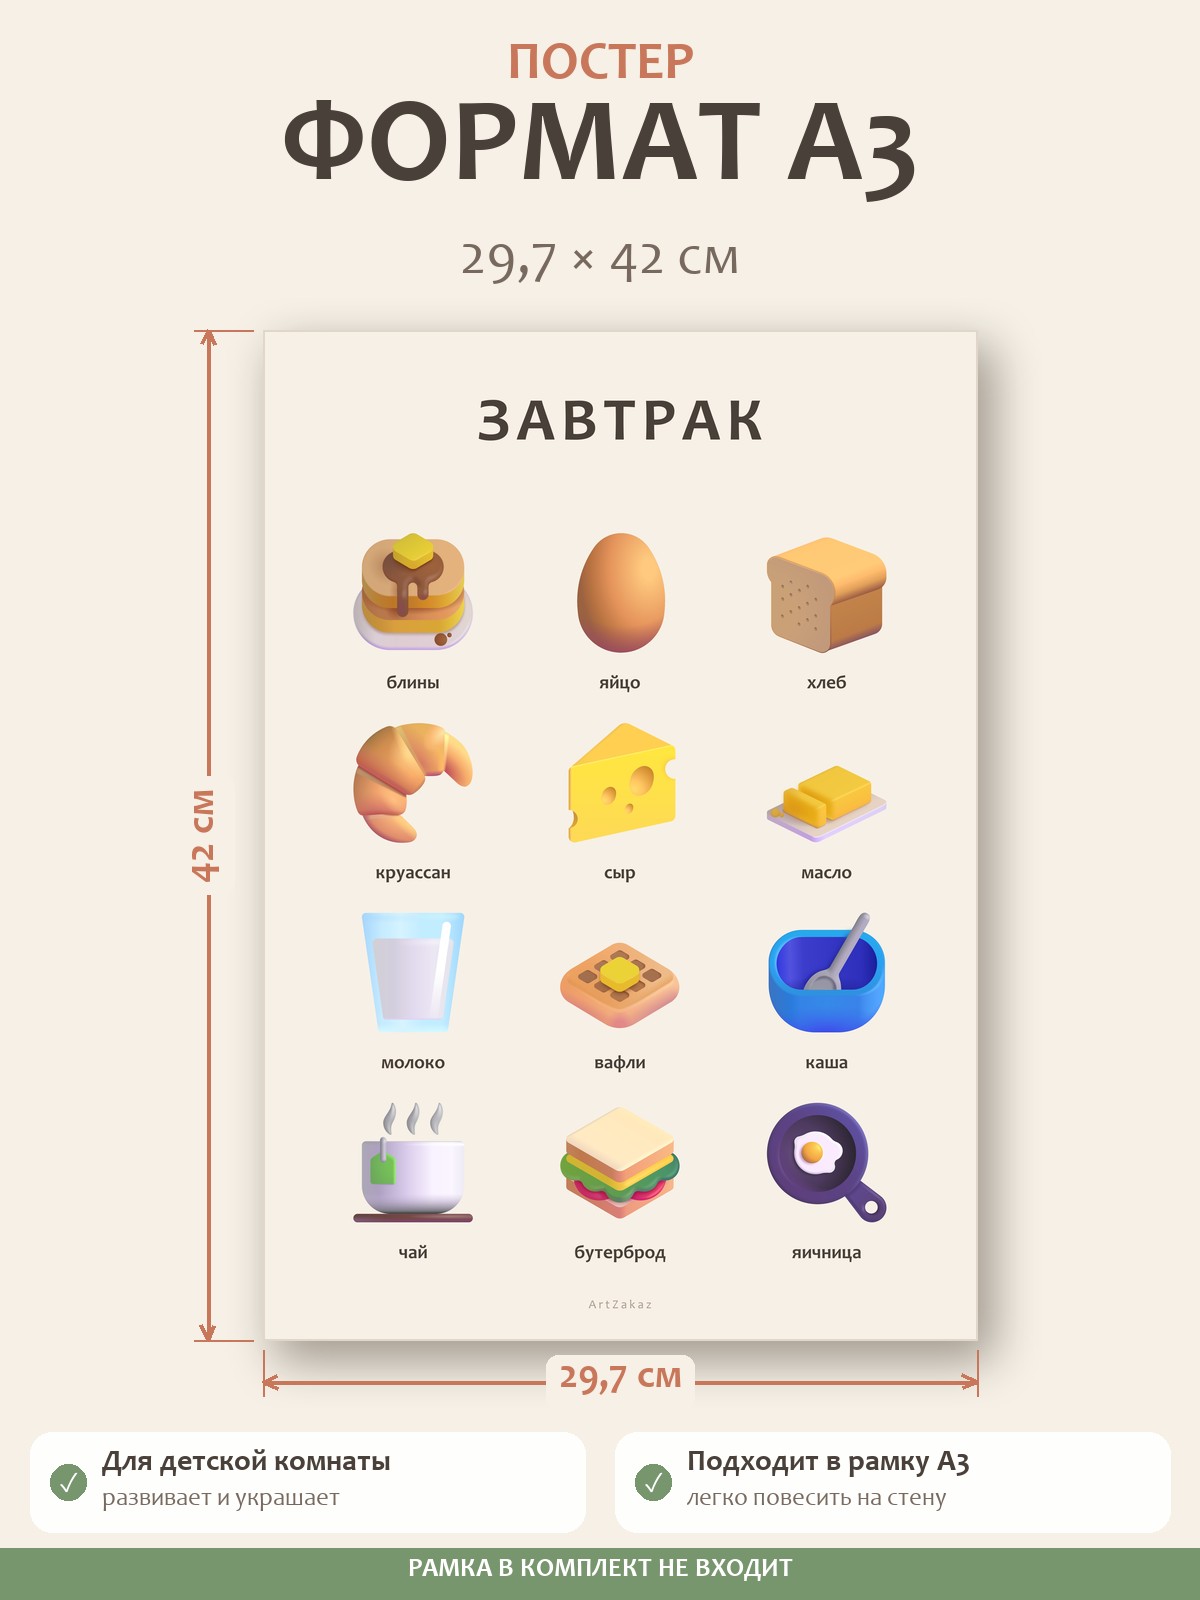 ПОСТЕР
ФОРМАТ А3
29,7 × 42 см
ЗАВТРАК
блины
яйцо
хлеб
круассан
сыр
масло
42 см
молоко
вафли
каша
чай
бутерброд
яичница
ArtZakaz
29,7 см
Для детской комнаты
развивает и украшает
Подходит в рамку А3
легко повесить на стену
РАМКА В КОМПЛЕКТ НЕ ВХОДИТ